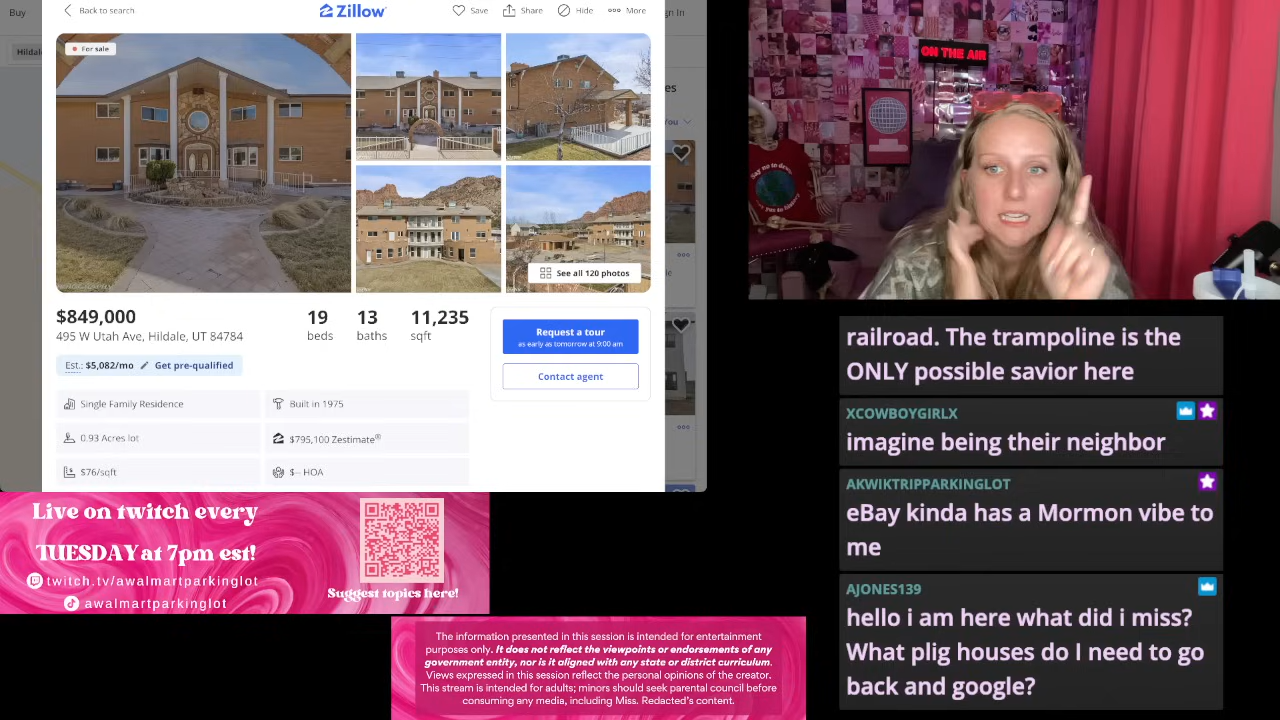 Buy
Back to search
Zillow
Save
Share
Hide
More
For sale
See all 120 photos
$849,000
495 W Utah Ave, Hildale, UT 84784
19 beds
13 baths
11,235 sqft
Est.: $5,082/mo
Get pre-qualified
Request a tour
as early as tomorrow at 9:00 am
Contact agent
Single Family Residence
Built in 1975
0.93 Acres lot
$795,100 Zestimate®
$76/sqft
$-- HOA
ON THE AIR
railroad. The trampoline is the
ONLY possible savior here
XCOWBOYGIRLX
imagine being their neighbor
AKWIKTRIPPARKINGLOT
eBay kinda has a Mormon vibe to
me
AJONES139
hello i am here what did i miss?
What plig houses do I need to go
back and google?
Live on twitch every
TUESDAY at 7pm est!
twitch.tv/awalmartparkinglot
awalmartparkinglot
Suggest topics here!
The information presented in this session is intended for entertainment
purposes only. It does not reflect the viewpoints or endorsements of any
government entity, nor is it aligned with any state or district curriculum.
Views expressed in this session reflect the personal opinions of the creator.
This stream is intended for adults; minors should seek parental council before
consuming any media, including Miss. Redacted's content.